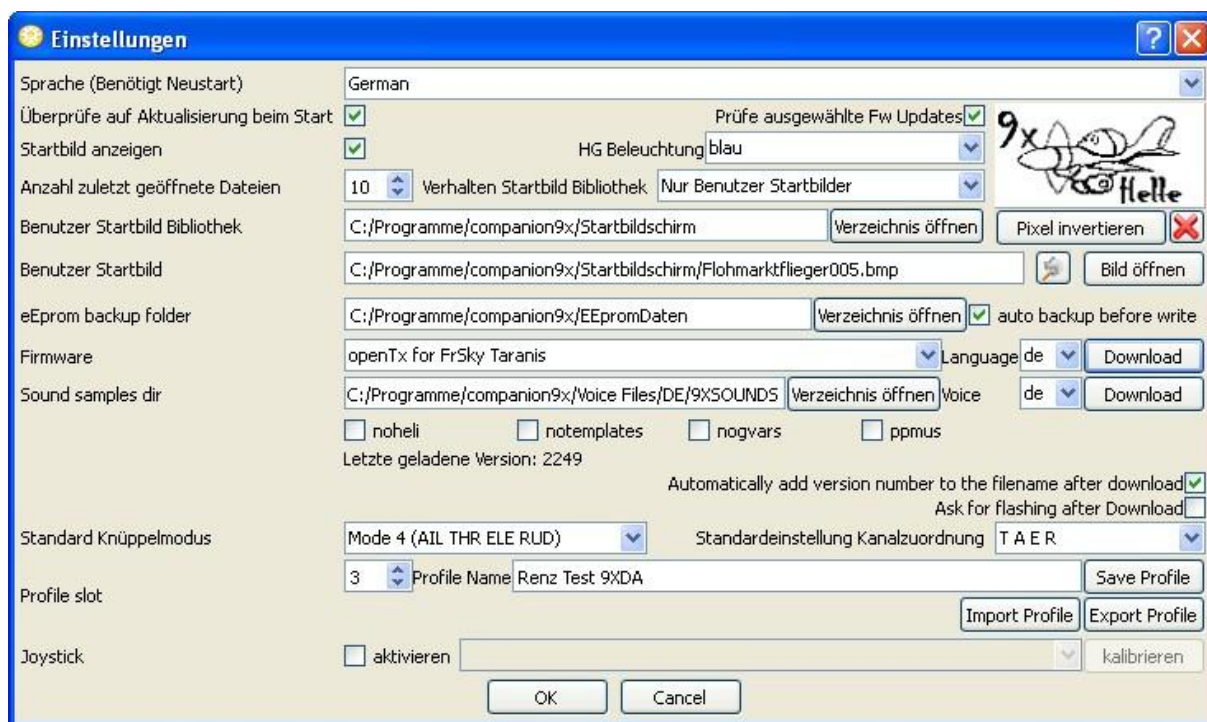 Einstellungen
Sprache (Benötigt Neustart) German
Überprüfe auf Aktualisierung beim Start Prüfe ausgewählte Fw Updates
Startbild anzeigen HG Beleuchtung blau
9x
Helle
Anzahl zuletzt geöffnete Dateien 10 Verhalten Startbild Bibliothek Nur Benutzer Startbilder
Benutzer Startbild Bibliothek C:/Programme/companion9x/Startbildschirm Verzeichnis öffnen Pixel invertieren
Benutzer Startbild C:/Programme/companion9x/Startbildschirm/Flohmarktflieger005.bmp Bild öffnen
eEprom backup folder C:/Programme/companion9x/EEpromDaten Verzeichnis öffnen auto backup before write
Firmware openTx for FrSky Taranis Language de Download
Sound samples dir C:/Programme/companion9x/Voice Files/DE/9XSOUNDS Verzeichnis öffnen Voice de Download
noheli notemplates nogvars ppmus
Letzte geladene Version: 2249
Automatically add version number to the filename after download
Ask for flashing after Download
Standard Knüppelmodus Mode 4 (AIL THR ELE RUD) Standardeinstellung Kanalzuordnung T A E R
Profile slot 3 Profile Name Renz Test 9XDA Save Profile
Import Profile Export Profile
Joystick aktivieren kalibrieren
OK Cancel